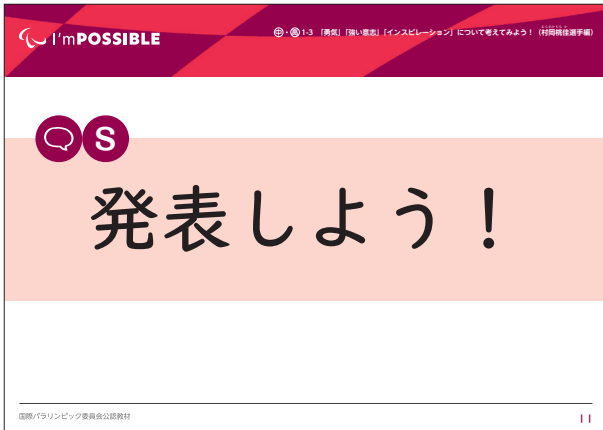 I'mPOSSIBLE
中・高 1-3 「勇気」「強い意志」「インスピレーション」について考えてみよう！（村岡桃佳選手編）
S
発表しよう！
国際パラリンピック委員会公認教材
11